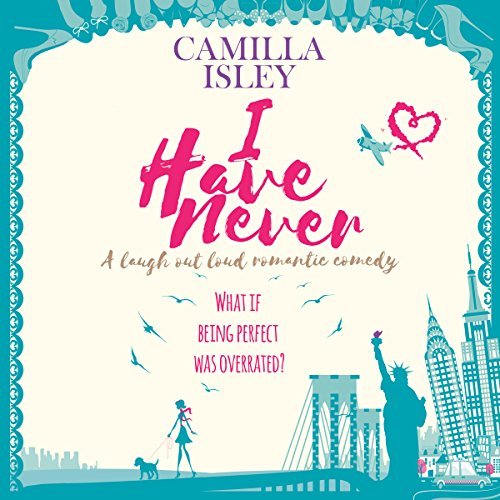 CAMILLA
ISLEY
I
Have
Never
A laugh out loud romantic comedy
WHAT IF
BEING PERFECT
WAS OVERRATED?